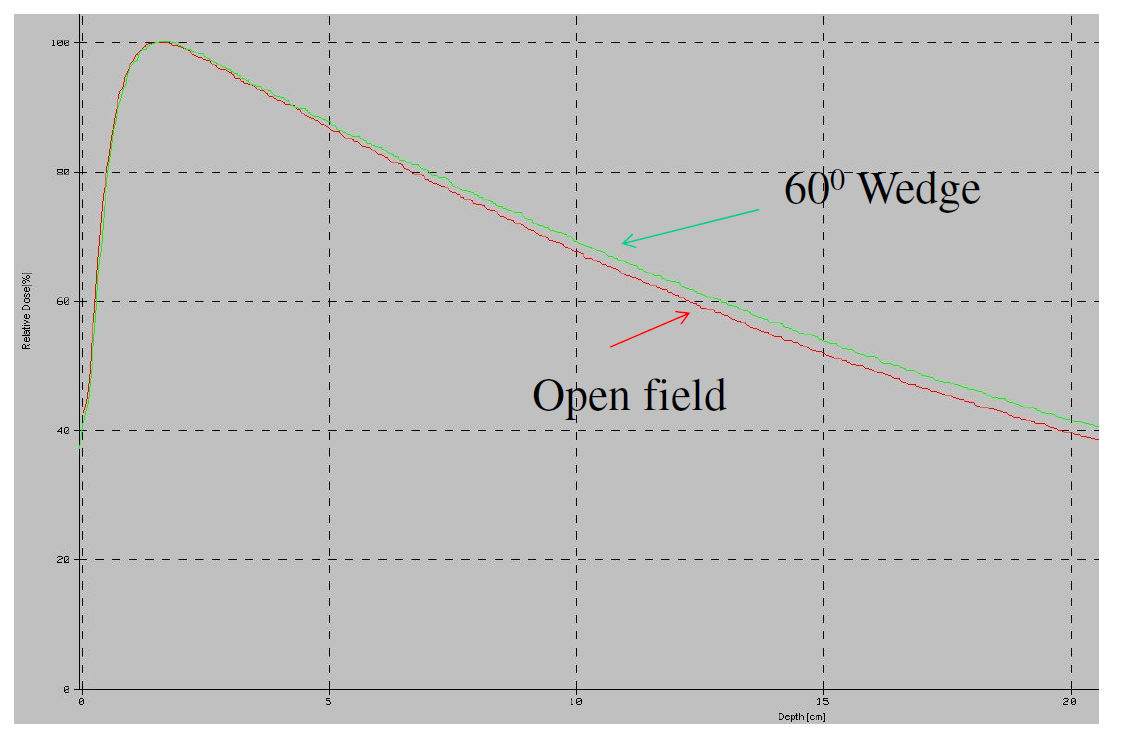 100
80
60
40
20
0
Relative Dose[%]
60⁰ Wedge
Open field
0 5 10 15 20
Depth[cm]